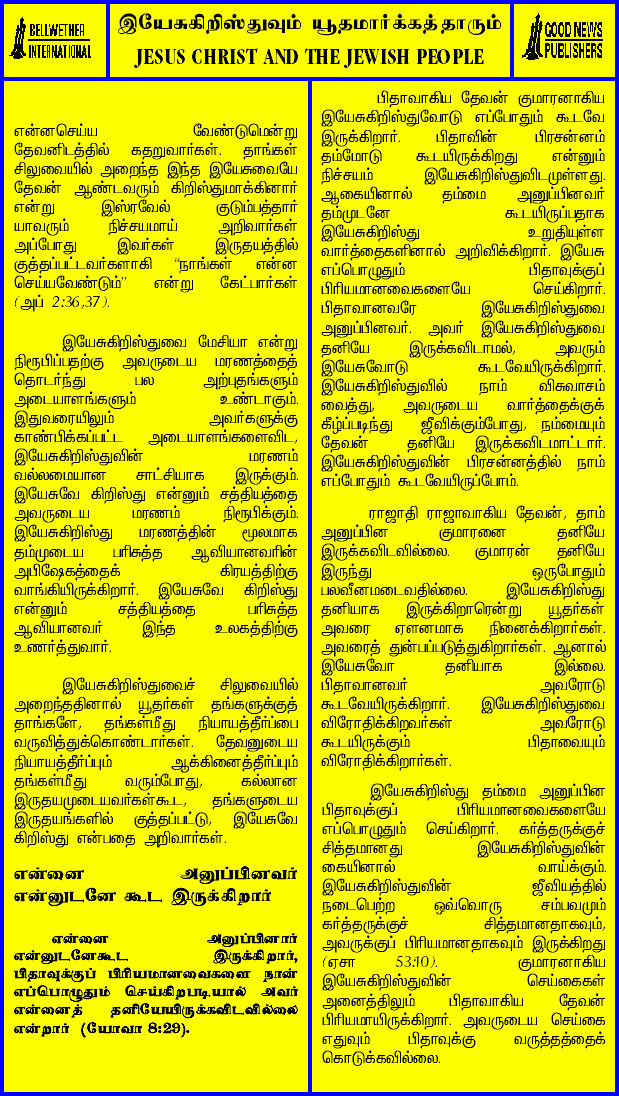 BELLWETHER
INTERNATIONAL
இயேசுகிறிஸ்துவும் யூதமார்க்கத்தாரும்
JESUS CHRIST AND THE JEWISH PEOPLE
GOOD NEWS
PUBLISHERS
என்னசெய்ய வேண்டுமென்று
தேவனிடத்தில் கதறுவார்கள். தாங்கள்
சிலுவையில் அறைந்த இந்த இயேசுவையே
தேவன் ஆண்டவரும் கிறிஸ்துமாக்கினார்
என்று இஸ்ரவேல் குடும்பத்தார்
யாவரும் நிச்சயமாய் அறிவார்கள்
அப்போது இவர்கள் இருதயத்தில்
குத்தப்பட்டவர்களாகி “நாங்கள் என்ன
செய்யவேண்டும்” என்று கேட்பார்கள்
(அப் 2:36,37).
இயேசுகிறிஸ்துவை மேசியா என்று
நிரூபிப்பதற்கு அவருடைய மரணத்தைத்
தொடர்ந்து பல அற்புதங்களும்
அடையாளங்களும் உண்டாகும்.
இதுவரையிலும் அவர்களுக்கு
காண்பிக்கப்பட்ட அடையாளங்களைவிட,
இயேசுகிறிஸ்துவின் மரணம்
வல்லமையான சாட்சியாக இருக்கும்.
இயேசுவே கிறிஸ்து என்னும் சத்தியத்தை
அவருடைய மரணம் நிரூபிக்கும்.
இயேசுகிறிஸ்து மரணத்தின் மூலமாக
தம்முடைய பரிசுத்த ஆவியானவரின்
அபிஷேகத்தைக் கிரயத்திற்கு
வாங்கியிருக்கிறார். இயேசுவே கிறிஸ்து
என்னும் சத்தியத்தை பரிசுத்த
ஆவியானவர் இந்த உலகத்திற்கு
உணர்த்துவார்.
இயேசுகிறிஸ்துவைச் சிலுவையில்
அறைந்ததினால் யூதர்கள் தங்களுக்குத்
தாங்களே, தங்கள்மீது நியாயத்தீர்ப்பை
வருவித்துக்கொண்டார்கள். தேவனுடைய
நியாயத்தீர்ப்பும் ஆக்கினைத்தீர்ப்பும்
தங்கள்மீது வரும்போது, கல்லான
இருதயமுடையவர்கள்கூட, தங்களுடைய
இருதயங்களில் குத்தப்பட்டு, இயேசுவே
கிறிஸ்து என்பதை அறிவார்கள்.
என்னை அனுப்பினவர்
என்னுடனே கூட இருக்கிறார்
என்னை அனுப்பினார்
என்னுடனேகூட இருக்கிறார்,
பிதாவுக்குப் பிரியமானவைகளை நான்
எப்பொழுதும் செய்கிறபடியால் அவர்
என்னைத் தனியேயிருக்கவிடவில்லை
என்றார் (யோவா 8:29).
பிதாவாகிய தேவன் குமாரனாகிய
இயேசுகிறிஸ்துவோடு எப்போதும் கூடவே
இருக்கிறார். பிதாவின் பிரசன்னம்
தம்மோடு கூடயிருக்கிறது என்னும்
நிச்சயம் இயேசுகிறிஸ்துவிடமுள்ளது.
ஆகையினால் தம்மை அனுப்பினவர்
தம்முடனே கூடயிருப்பதாக
இயேசுகிறிஸ்து உறுதியுள்ள
வார்த்தைகளினால் அறிவிக்கிறார். இயேசு
எப்பொழுதும் பிதாவுக்குப்
பிரியமானவைகளையே செய்கிறார்.
பிதாவானவரே இயேசுகிறிஸ்துவை
அனுப்பினவர். அவர் இயேசுகிறிஸ்துவை
தனியே இருக்கவிடாமல், அவரும்
இயேசுவோடு கூடவேயிருக்கிறார்.
இயேசுகிறிஸ்துவில் நாம் விசுவாசம்
வைத்து, அவருடைய வார்த்தைக்குக்
கீழ்ப்படிந்து ஜீவிக்கும்போது, நம்மையும்
தேவன் தனியே இருக்கவிடமாட்டார்.
இயேசுகிறிஸ்துவின் பிரசன்னத்தில் நாம்
எப்போதும் கூடவேயிருப்போம்.
ராஜாதி ராஜாவாகிய தேவன், தாம்
அனுப்பின குமாரனை தனியே
இருக்கவிடவில்லை. குமாரன் தனியே
இருந்து ஒருபோதும்
பலவீனமடைவதில்லை. இயேசுகிறிஸ்து
தனியாக இருக்கிறாரென்று யூதர்கள்
அவரை ஏளனமாக நினைக்கிறார்கள்.
அவரைத் துன்பப்படுத்துகிறார்கள். ஆனால்
இயேசுவோ தனியாக இல்லை.
பிதாவானவர் அவரோடு
கூடவேயிருக்கிறார். இயேசுகிறிஸ்துவை
விரோதிக்கிறவர்கள் அவரோடு
கூடயிருக்கும் பிதாவையும்
விரோதிக்கிறார்கள்.
இயேசுகிறிஸ்து தம்மை அனுப்பின
பிதாவுக்குப் பிரியமானவைகளையே
எப்பொழுதும் செய்கிறார். கர்த்தருக்குச்
சித்தமானது இயேசுகிறிஸ்துவின்
கையினால் வாய்க்கும்.
இயேசுகிறிஸ்துவின் ஜீவியத்தில்
நடைபெற்ற ஒவ்வொரு சம்பவமும்
கர்த்தருக்குச் சித்தமானதாகவும்,
அவருக்குப் பிரியமானதாகவும் இருக்கிறது
(ஏசா 53:10). குமாரனாகிய
இயேசுகிறிஸ்துவின் செய்கைகள்
அனைத்திலும் பிதாவாகிய தேவன்
பிரியமாயிருக்கிறார். அவருடைய செய்கை
எதுவும் பிதாவுக்கு வருத்தத்தைக்
கொடுக்கவில்லை.